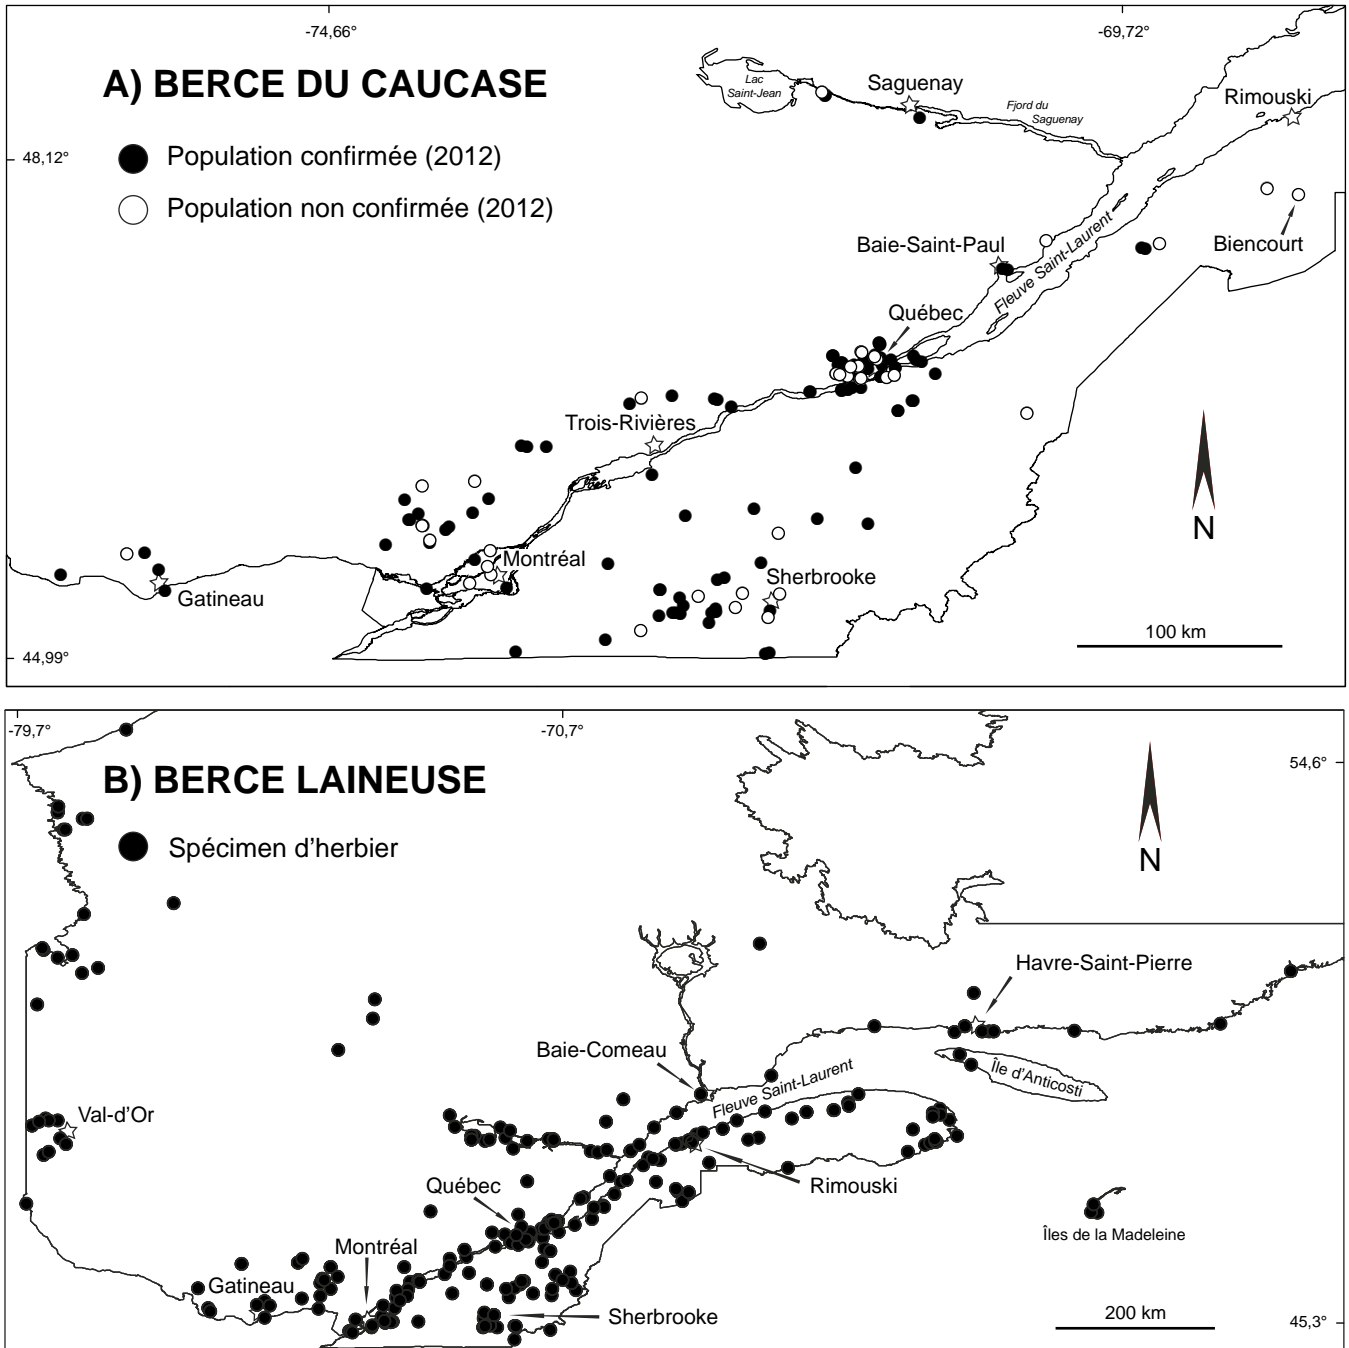 -74,66°
-69,72°
A) BERCE DU CAUCASE
Population confirmée (2012)
Population non confirmée (2012)
48,12°
44,99°
Lac
Saint-Jean
Saguenay
Fjord du
Saguenay
Rimouski
Baie-Saint-Paul
Fleuve Saint-Laurent
Biencourt
Québec
Trois-Rivières
Montréal
Gatineau
Sherbrooke
N
100 km
-79,7°
-70,7°
54,6°
B) BERCE LAINEUSE
Spécimen d’herbier
N
Havre-Saint-Pierre
Baie-Comeau
Fleuve Saint-Laurent
Île d’Anticosti
Val-d’Or
Québec
Rimouski
Îles de la Madeleine
Montréal
Gatineau
Sherbrooke
200 km
45,3°